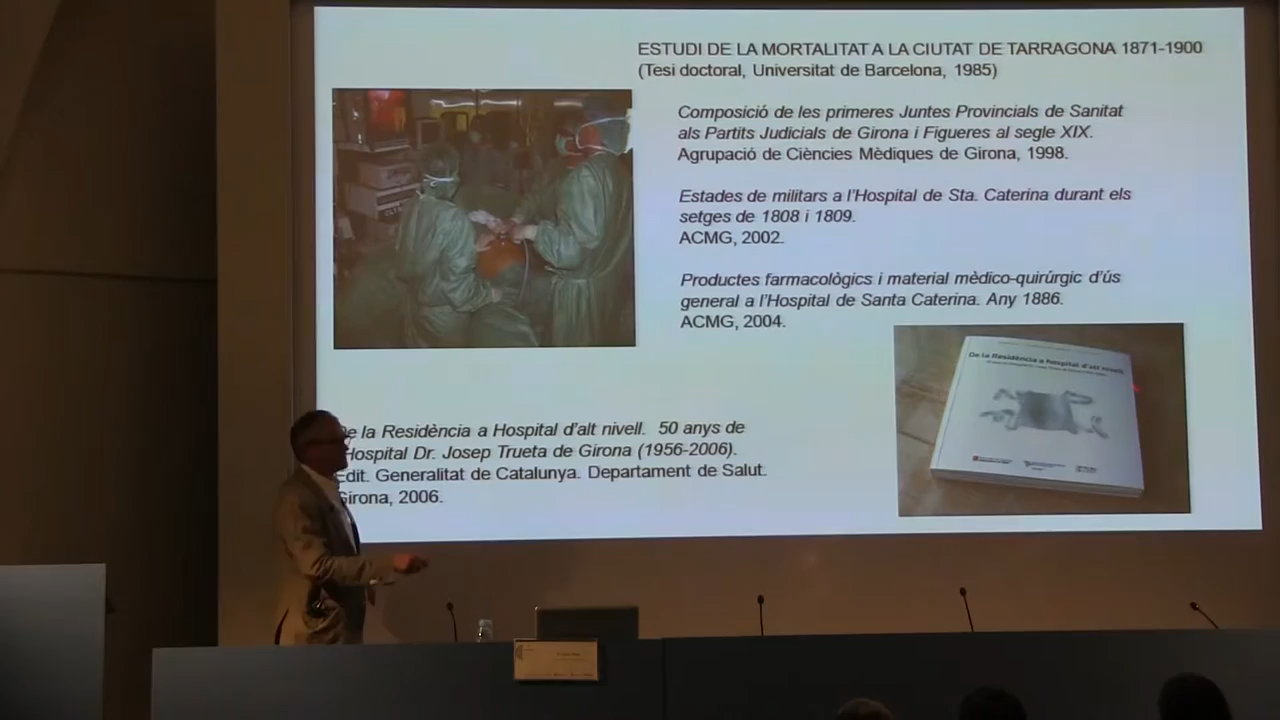 ESTUDI DE LA MORTALITAT A LA CIUTAT DE TARRAGONA 1871-1900
(Tesi doctoral, Universitat de Barcelona, 1985)
Composició de les primeres Juntes Provincials de Sanitat
als Partits Judicials de Girona i Figueres al segle XIX.
Agrupació de Ciències Mèdiques de Girona, 1998.
Estades de militars a l'Hospital de Sta. Caterina durant els
setges de 1808 i 1809.
ACMG, 2002.
Productes farmacològics i material mèdico-quirúrgic d'ús
general a l'Hospital de Santa Caterina. Any 1886.
ACMG, 2004.
De la Residència a hospital d'alt nivell
De la Residència a Hospital d'alt nivell. 50 anys de
Hospital Dr. Josep Trueta de Girona (1956-2006).
Edit. Generalitat de Catalunya. Departament de Salut.
Girona, 2006.